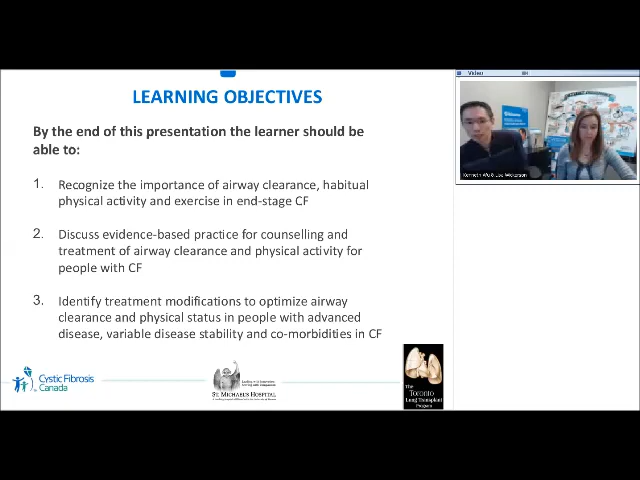 LEARNING OBJECTIVES
By the end of this presentation the learner should be
able to:
1. Recognize the importance of airway clearance, habitual
physical activity and exercise in end-stage CF
2. Discuss evidence-based practice for counselling and
treatment of airway clearance and physical activity for
people with CF
3. Identify treatment modifications to optimize airway
clearance and physical status in people with advanced
disease, variable disease stability and co-morbidities in CF
Cystic Fibrosis
Canada
ST. MICHAEL'S HOSPITAL
The
Toronto
Lung Transplant
Program
Video
Kenneth Wu & Lisa Wickerson